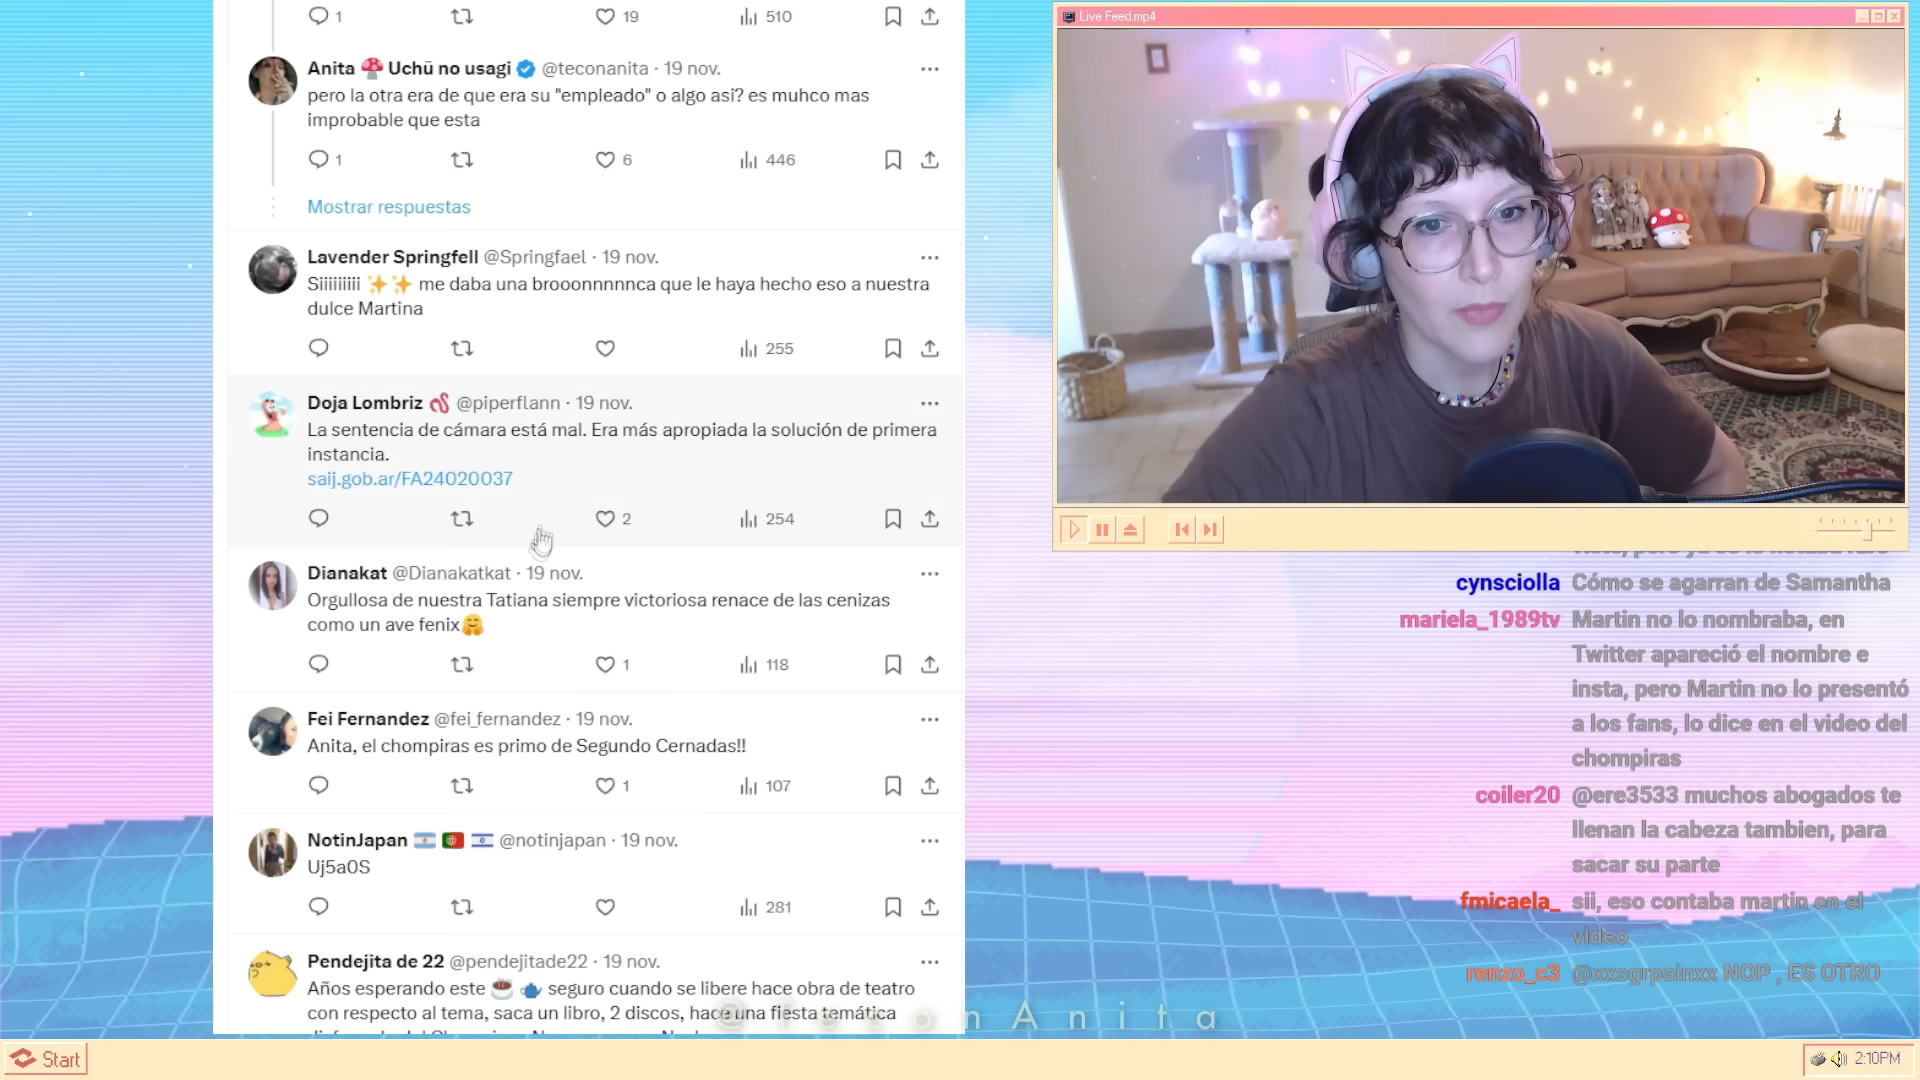 1 19 510
Anita 🍄 Uchū no usagi @teconanita · 19 nov.
pero la otra era de que era su "empleado" o algo asi? es muhco mas
improbable que esta
1 6 446
Mostrar respuestas
Lavender Springfell @Springfael · 19 nov.
Siiiiiiiii ✨✨ me daba una brooonnnnnca que le haya hecho eso a nuestra
dulce Martina
255
Doja Lombriz 🪱 @piperflann · 19 nov.
La sentencia de cámara está mal. Era más apropiada la solución de primera
instancia.
saij.gob.ar/FA24020037
2 254
Dianakat @Dianakatkat · 19 nov.
Orgullosa de nuestra Tatiana siempre victoriosa renace de las cenizas
como un ave fenix🤗
1 118
Fei Fernandez @fei_fernandez · 19 nov.
Anita, el chompiras es primo de Segundo Cernadas!!
1 107
NotinJapan 🇦🇷 🇵🇹 🇮🇱 @notinjapan · 19 nov.
Uj5a0S
281
Pendejita de 22 @pendejitade22 · 19 nov.
Años esperando este ☕ 🫖 seguro cuando se libere hace obra de teatro
con respecto al tema, saca un libro, 2 discos, hace una fiesta temática
@TeconAnita
Live Feed.mp4
cynsciolla Cómo se agarran de Samantha
mariela_1989tv Martin no lo nombraba, en
Twitter apareció el nombre e
insta, pero Martin no lo presentó
a los fans, lo dice en el video del
chompiras
coiler20 @ere3533 muchos abogados te
llenan la cabeza tambien, para
sacar su parte
fmicaela_ sii, eso contaba martin en el
video
renzo_c3 @xxsgrpainxx NOP , ES OTRO
Start
2:10PM